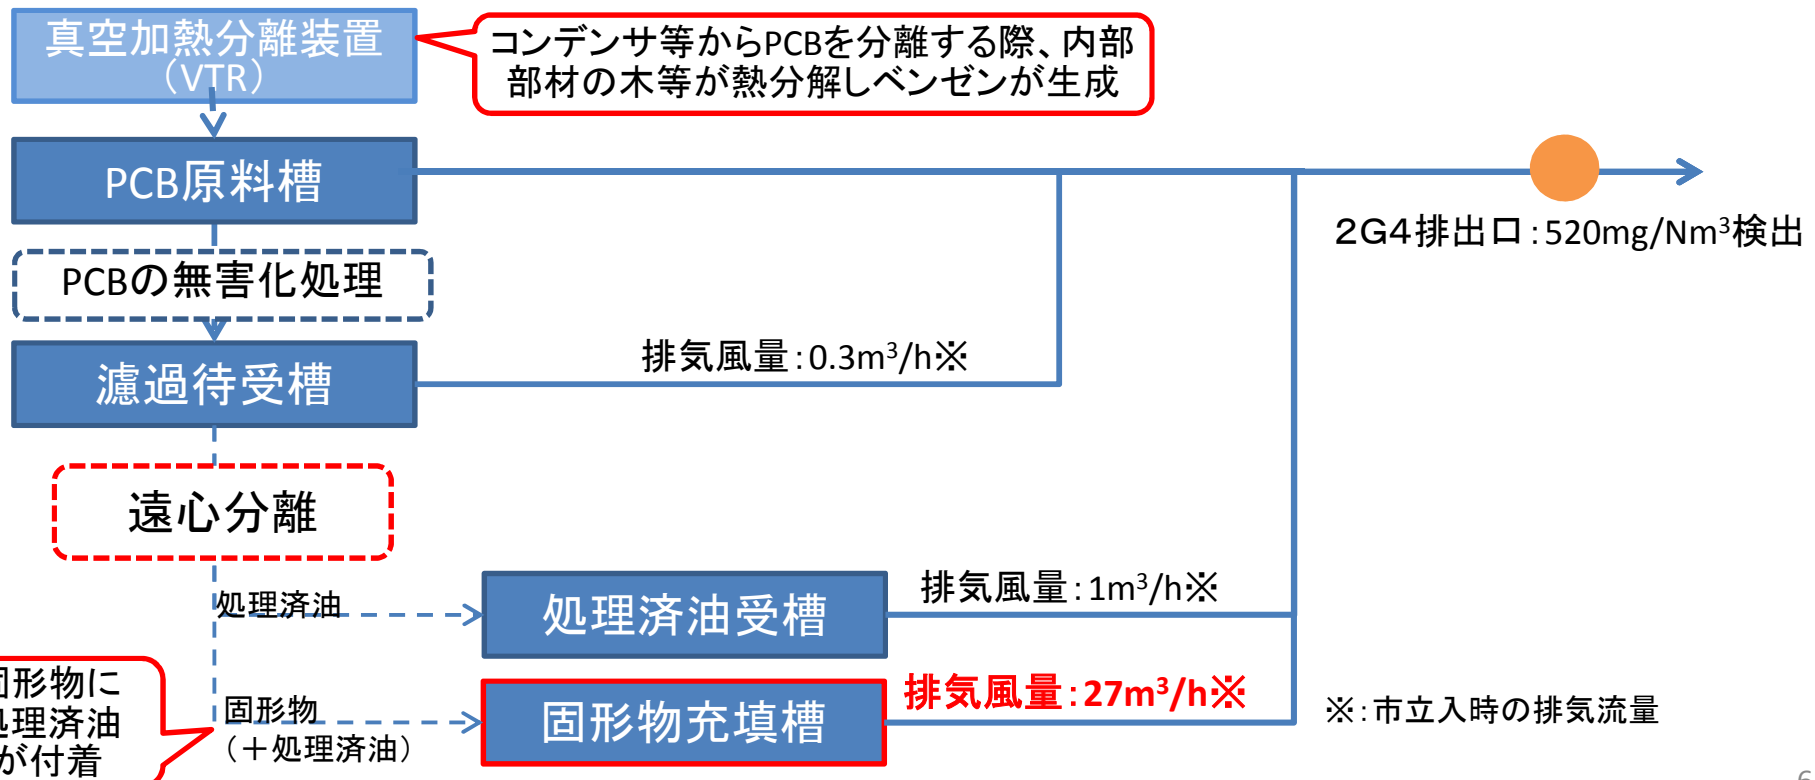 真空加熱分離装置
（VTR）
コンデンサ等からPCBを分離する際、内部
部材の木等が熱分解しベンゼンが生成
PCB原料槽
2G4排出口：520mg/Nm³検出
PCBの無害化処理
排気風量：0.3m³/h※
濾過待受槽
遠心分離
処理済油
処理済油受槽
排気風量：1m³/h※
固形物に
処理済油
が付着
固形物
（＋処理済油）
固形物充填槽
排気風量：27m³/h※
※：市立入時の排気流量